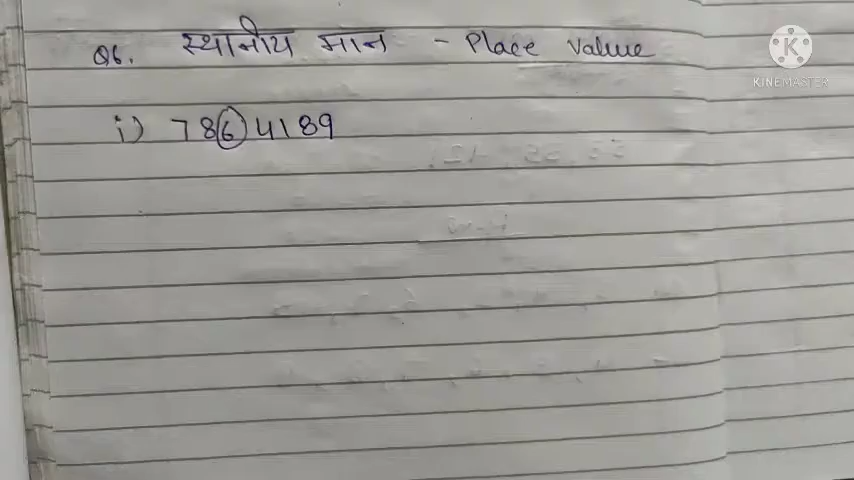 Q6. स्थानीय मान - Place value
i) 7864189
K
KINEMASTER